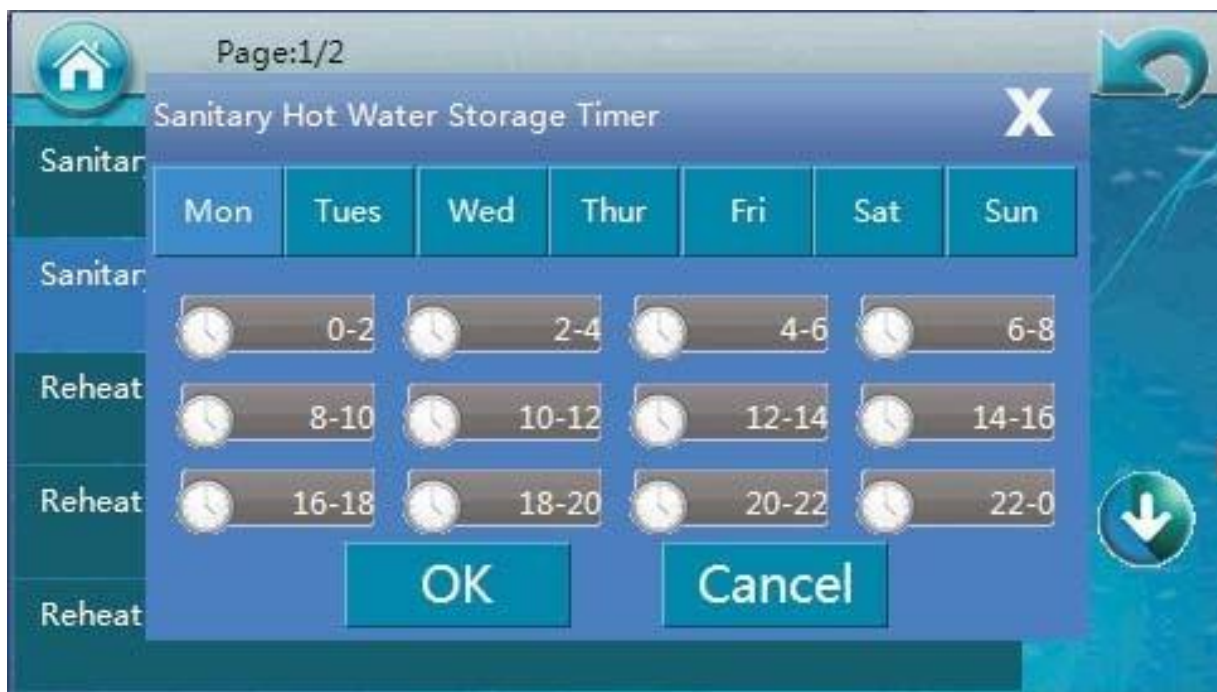 Page:1/2
Sanitary Hot Water Storage Timer X
Sanitar
Mon Tues Wed Thur Fri Sat Sun
Sanitar
0-2 2-4 4-6 6-8
Reheat
8-10 10-12 12-14 14-16
Reheat
16-18 18-20 20-22 22-0
OK Cancel
Reheat